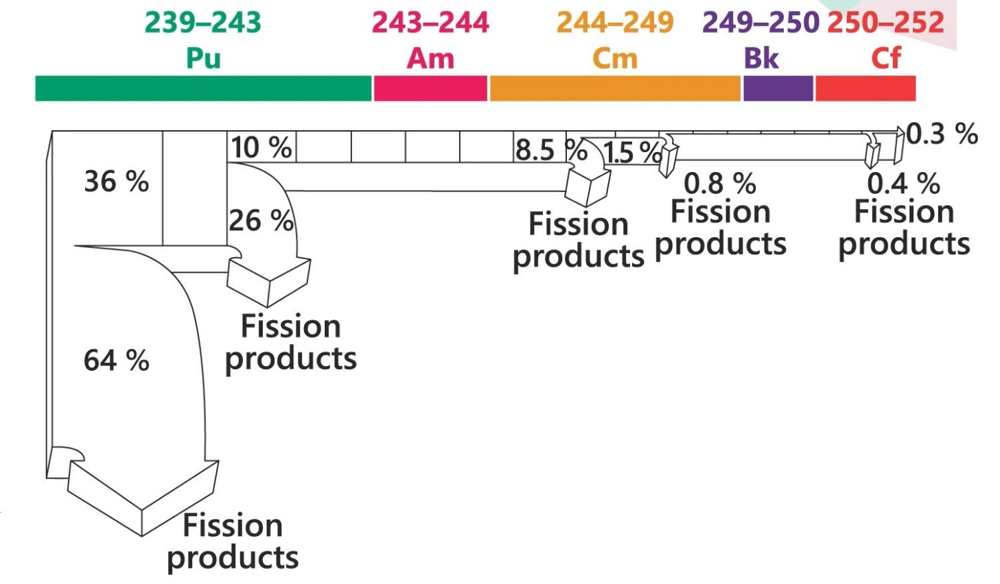 239–243 243–244 244–249 249–250 250–252
Pu Am Cm Bk Cf
0.3 %
10 % 8.5 % 1.5 %
36 %
0.8 % 0.4 %
26 %
Fission
products
Fission
products
Fission
products
Fission
products
64 %
Fission
products